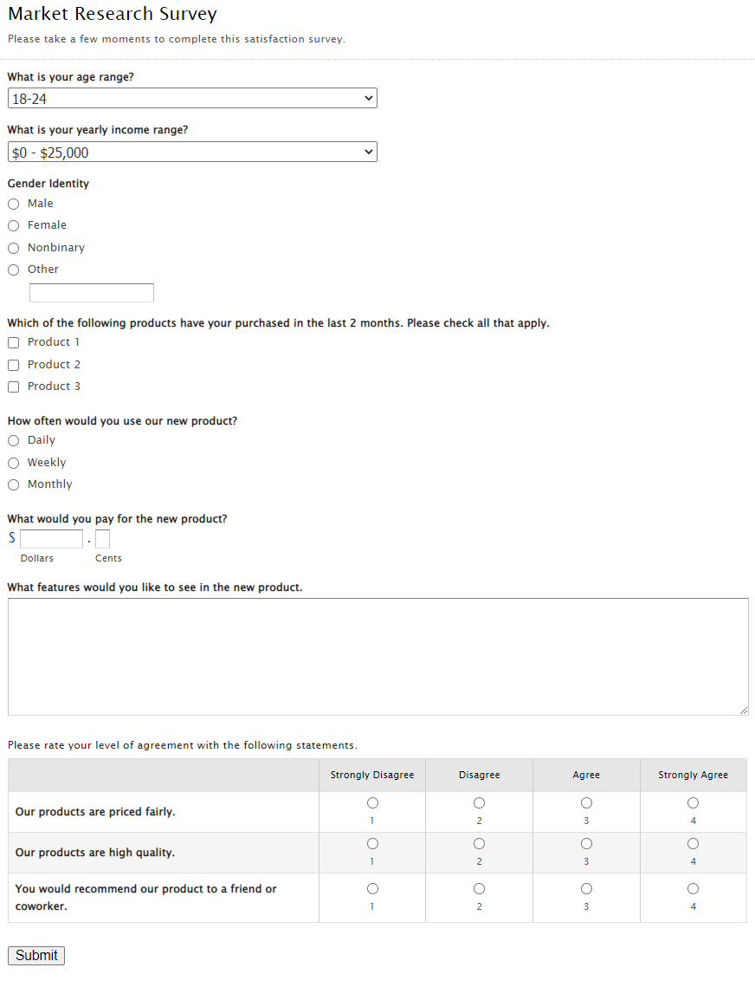 Market Research Survey
Please take a few moments to complete this satisfaction survey.
What is your age range?
18-24
What is your yearly income range?
$0 - $25,000
Gender Identity
Male
Female
Nonbinary
Other
Which of the following products have your purchased in the last 2 months. Please check all that apply.
Product 1
Product 2
Product 3
How often would you use our new product?
Daily
Weekly
Monthly
What would you pay for the new product?
$ .
Dollars Cents
What features would you like to see in the new product.
Please rate your level of agreement with the following statements.
Strongly Disagree Disagree Agree Strongly Agree
Our products are priced fairly.
1 2 3 4
Our products are high quality.
1 2 3 4
You would recommend our product to a friend or
coworker.
1 2 3 4
Submit